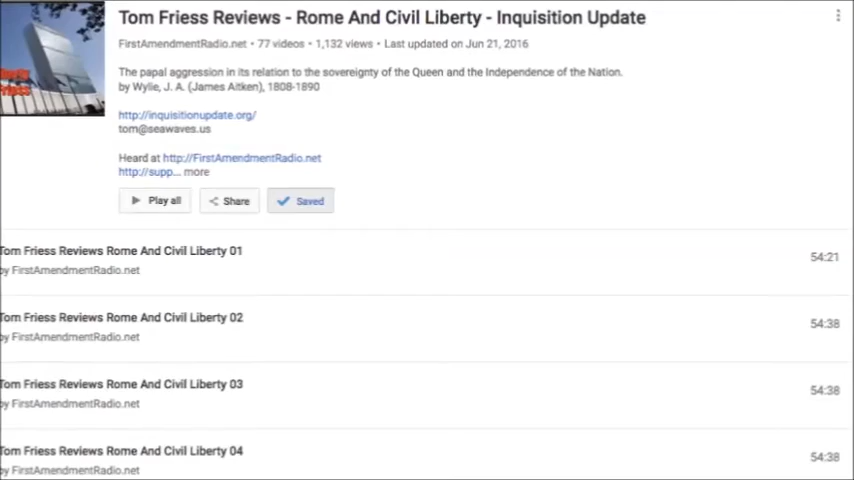 Tom Friess Reviews - Rome And Civil Liberty - Inquisition Update
FirstAmendmentRadio.net • 77 videos • 1,132 views • Last updated on Jun 21, 2016
The papal aggression in its relation to the sovereignty of the Queen and the Independence of the Nation.
by Wylie, J. A. (James Aitken), 1808-1890
http://inquisitionupdate.org/
tom@seawaves.us
Heard at http://FirstAmendmentRadio.net
http://supp... more
Play all Share Saved
Tom Friess Reviews Rome And Civil Liberty 01
54:21
by FirstAmendmentRadio.net
Tom Friess Reviews Rome And Civil Liberty 02
54:38
by FirstAmendmentRadio.net
Tom Friess Reviews Rome And Civil Liberty 03
54:38
by FirstAmendmentRadio.net
Tom Friess Reviews Rome And Civil Liberty 04
54:38
by FirstAmendmentRadio.net